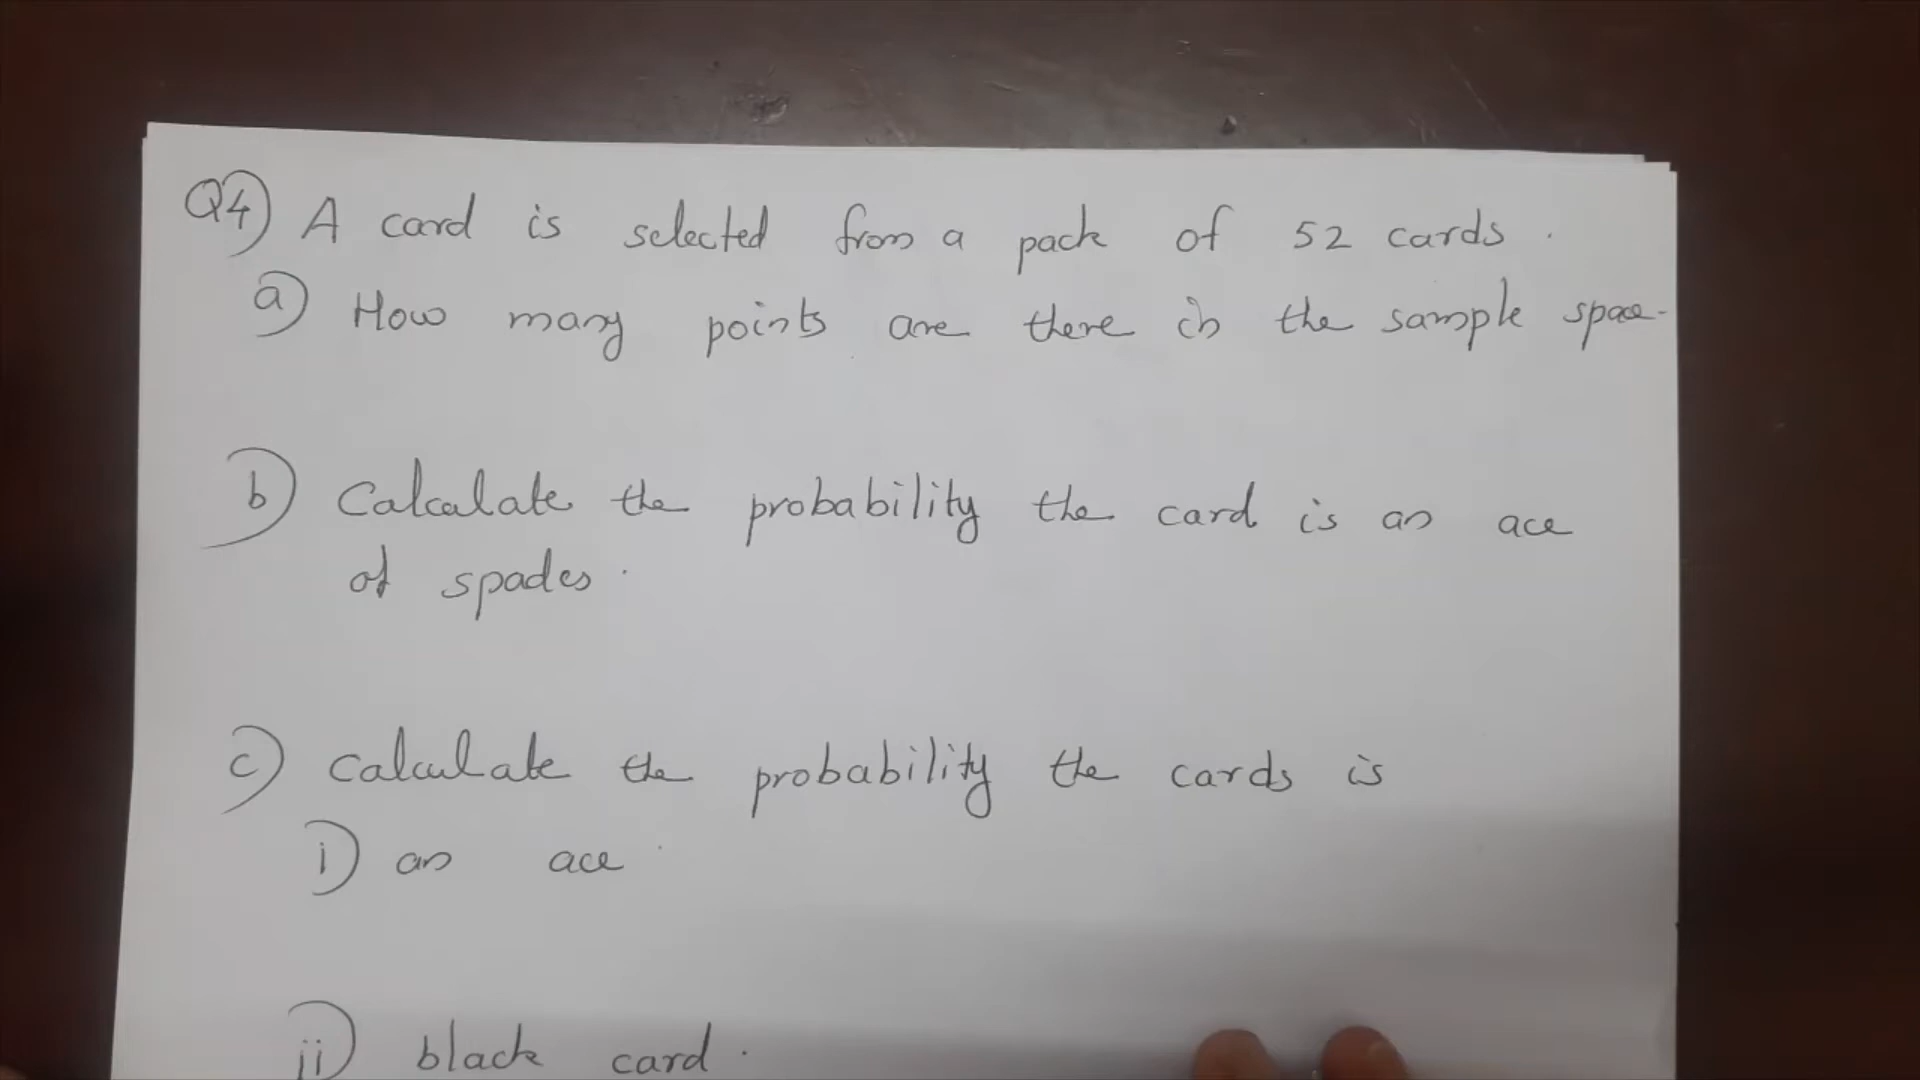 Q4) A card is selected from a pack of 52 cards.
a) How many points are there in the sample space.
b) Calculate the probability the card is an ace
of spades.
c) Calculate the probability the cards is
i) an ace.
ii) black card.